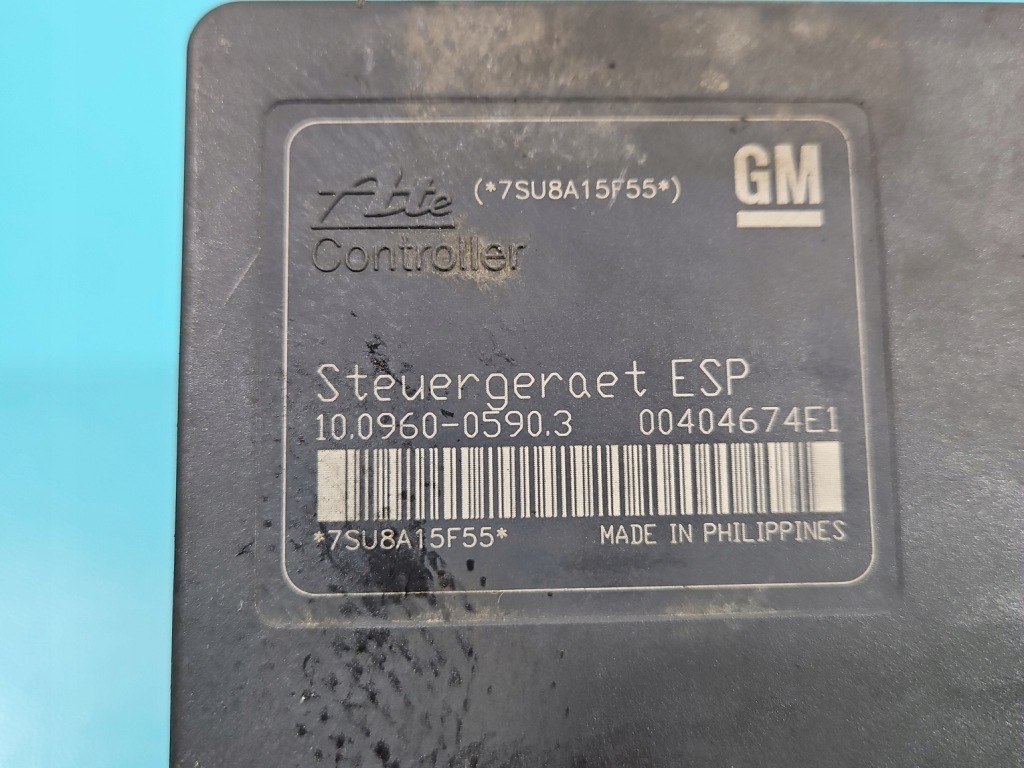 Ate (*7SU8A15F55*) GM
Controller
Steuergeraet ESP
10.0960-0590.3 00404674E1
*7SU8A15F55* MADE IN PHILIPPINES